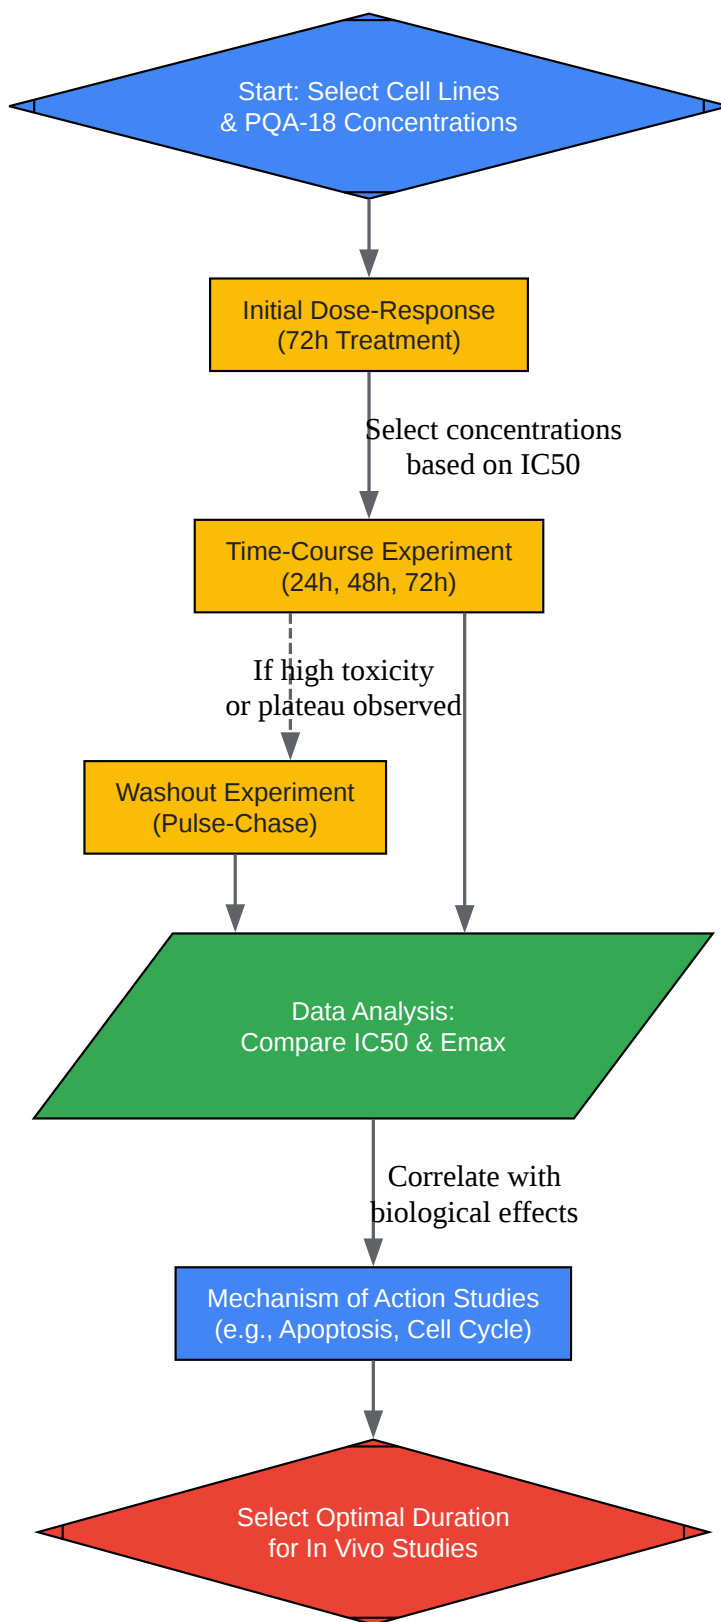 Start: Select Cell Lines
& PQA-18 Concentrations
Initial Dose-Response
(72h Treatment)
Select concentrations
based on IC50
Time-Course Experiment
(24h, 48h, 72h)
If high toxicity
or plateau observed
Washout Experiment
(Pulse-Chase)
Data Analysis:
Compare IC50 & Emax
Correlate with
biological effects
Mechanism of Action Studies
(e.g., Apoptosis, Cell Cycle)
Select Optimal Duration
for In Vivo Studies